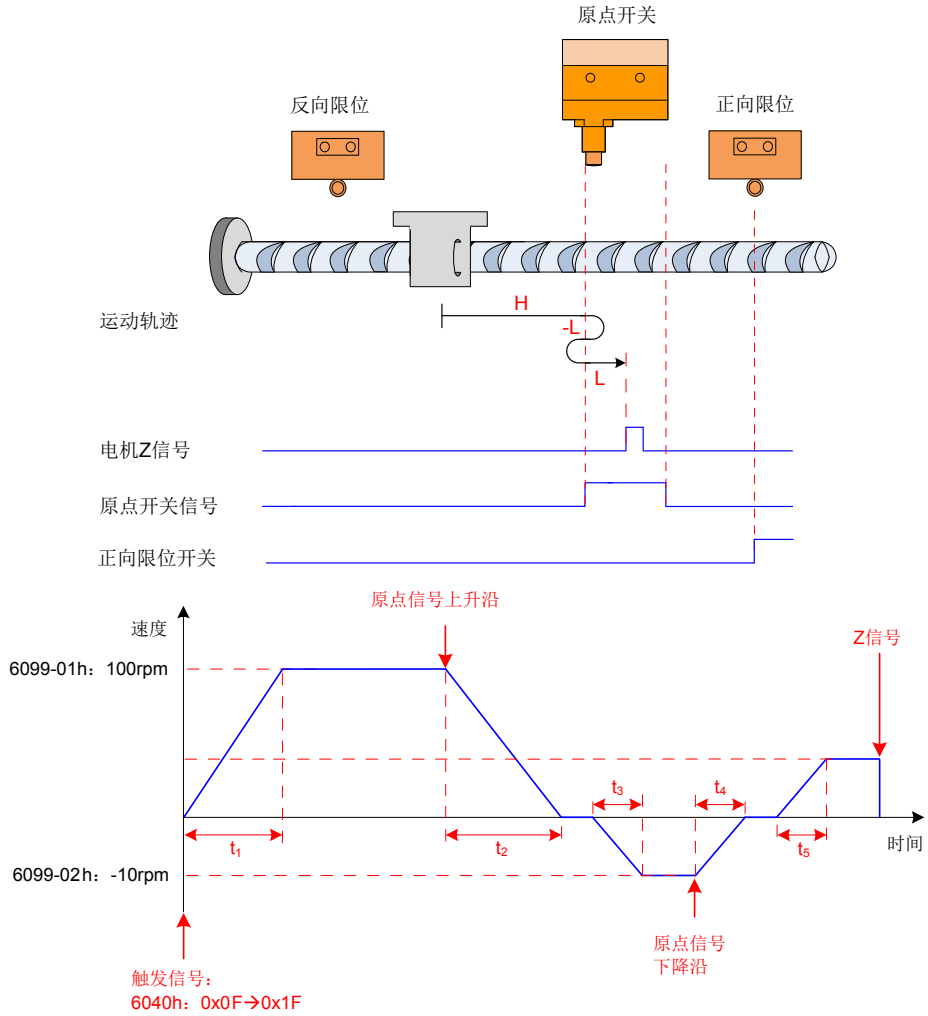 原点开关
反向限位
正向限位
运动轨迹
H
-L
L
电机Z信号
原点开关信号
正向限位开关
原点信号上升沿
速度
Z信号
6099-01h：100rpm
t3
t4
t1
t2
t5
时间
6099-02h：-10rpm
原点信号
下降沿
触发信号：
6040h：0x0F→0x1F